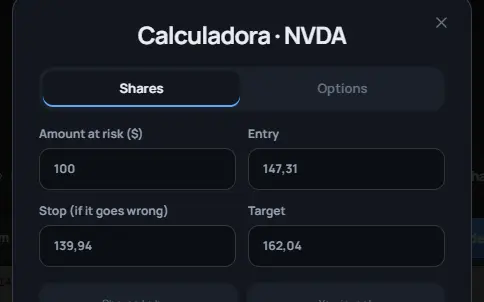 Calculadora · NVDA
Shares
Options
Amount at risk ($)
Entry
100
147,31
Stop (if it goes wrong)
Target
139,94
162,04